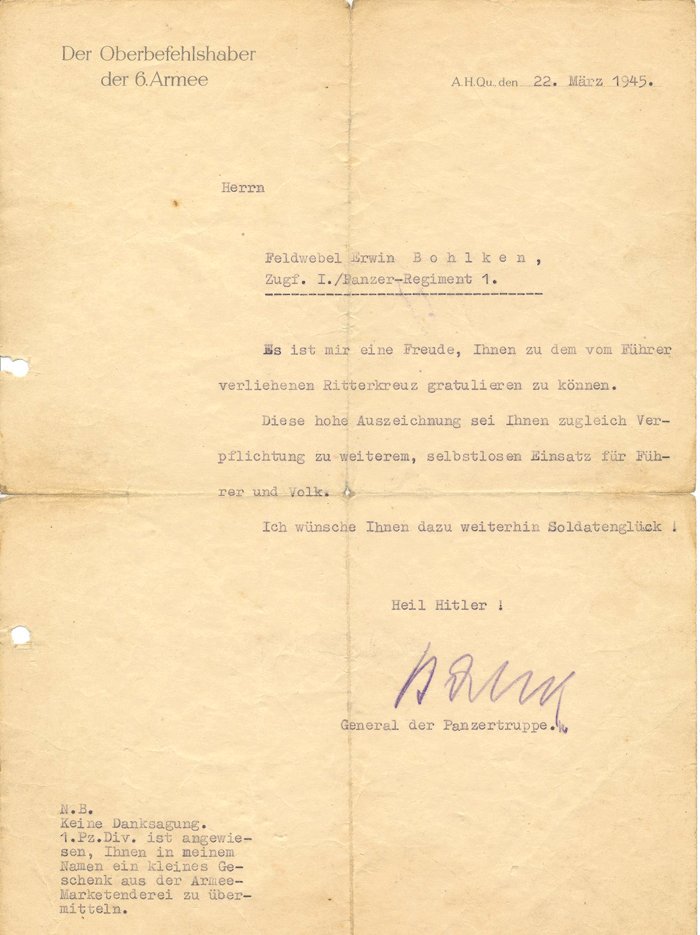 Der Oberbefehlshaber
der 6.Armee
A.H.Qu., den 22. März 1945.
Herrn
Feldwebel Erwin B o h l k e n ,
Zugf. I./Panzer-Regiment 1.
Es ist mir eine Freude, Ihnen zu dem vom Führer
verliehenen Ritterkreuz gratulieren zu können.
Diese hohe Auszeichnung sei Ihnen zugleich Ver-
pflichtung zu weiterem, selbstlosen Einsatz für Füh-
rer und Volk.
Ich wünsche Ihnen dazu weiterhin Soldatenglück !
Heil Hitler !
General der Panzertruppe.
N.B.
Keine Danksagung.
1.Pz.Div. ist angewie-
sen, Ihnen in meinem
Namen ein kleines Ge-
schenk aus der Armee-
Marketenderei zu über-
mitteln.